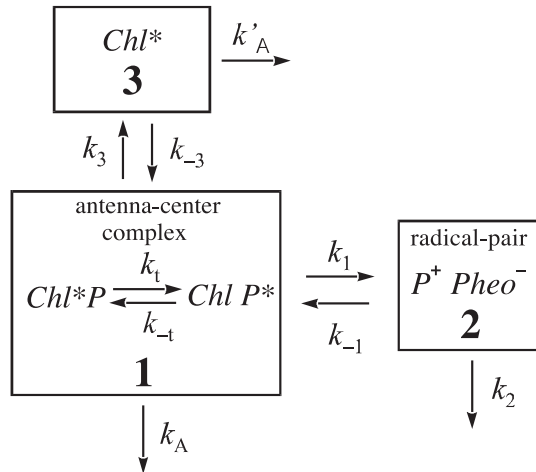 Chl*
3
k'A
k3
k–3
antenna-center
complex
kt
Chl*P
Chl P*
k–t
1
k1
k–1
radical-pair
P+ Pheo–
2
kA
k2